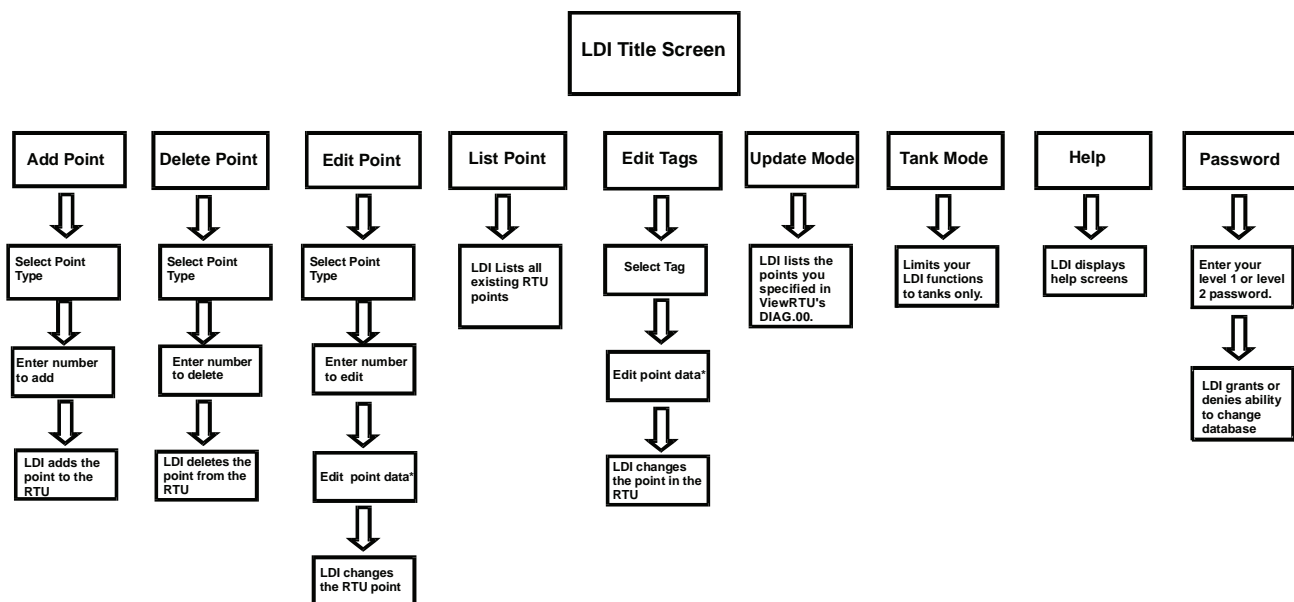 LDI Title Screen
Add Point
Delete Point
Edit Point
List Point
Edit Tags
Update Mode
Tank Mode
Help
Password
Select Point
Type
Select Point
Type
Select Point
Type
LDI Lists all
existing RTU
points
Select Tag
LDI lists the
points you
specified in
ViewRTU's
DIAG.00.
Limits your
LDI functions
to tanks only.
LDI displays
help screens
Enter your
level 1 or level
2 password.
Enter number
to add
Enter number
to delete
Enter number
to edit
Edit point data*
LDI grants or
denies ability
to change
database
LDI adds the
point to the
RTU
LDI deletes the
point from the
RTU
Edit point data*
LDI changes
the point in the
RTU
LDI changes
the RTU point